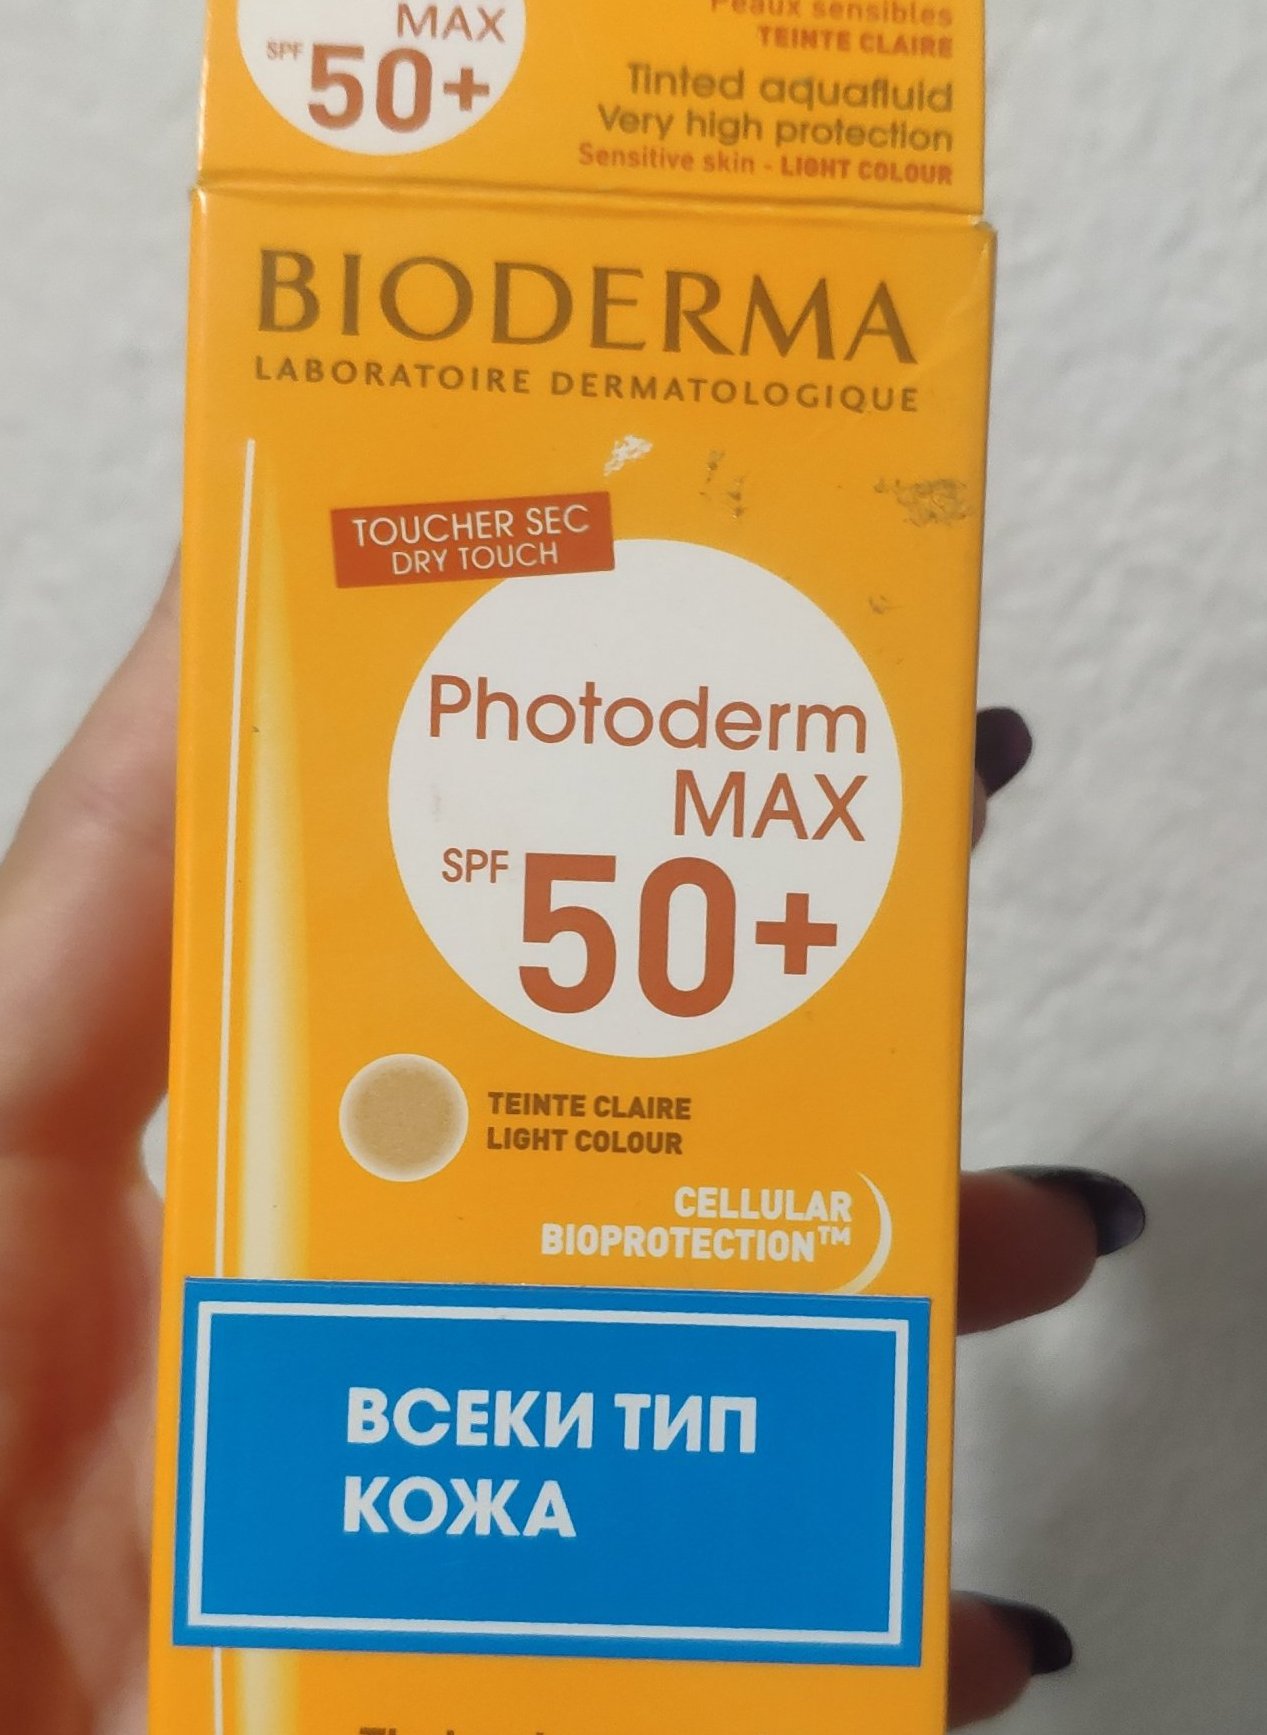 MAX
SPF 50+
Peaux sensibles
TEINTE CLAIRE
Tinted aquafluid
Very high protection
Sensitive skin - LIGHT COLOUR
BIODERMA
LABORATOIRE DERMATOLOGIQUE
TOUCHER SEC
DRY TOUCH
Photoderm
MAX
SPF 50+
TEINTE CLAIRE
LIGHT COLOUR
CELLULAR
BIOPROTECTION™
ВСЕКИ ТИП
КОЖА